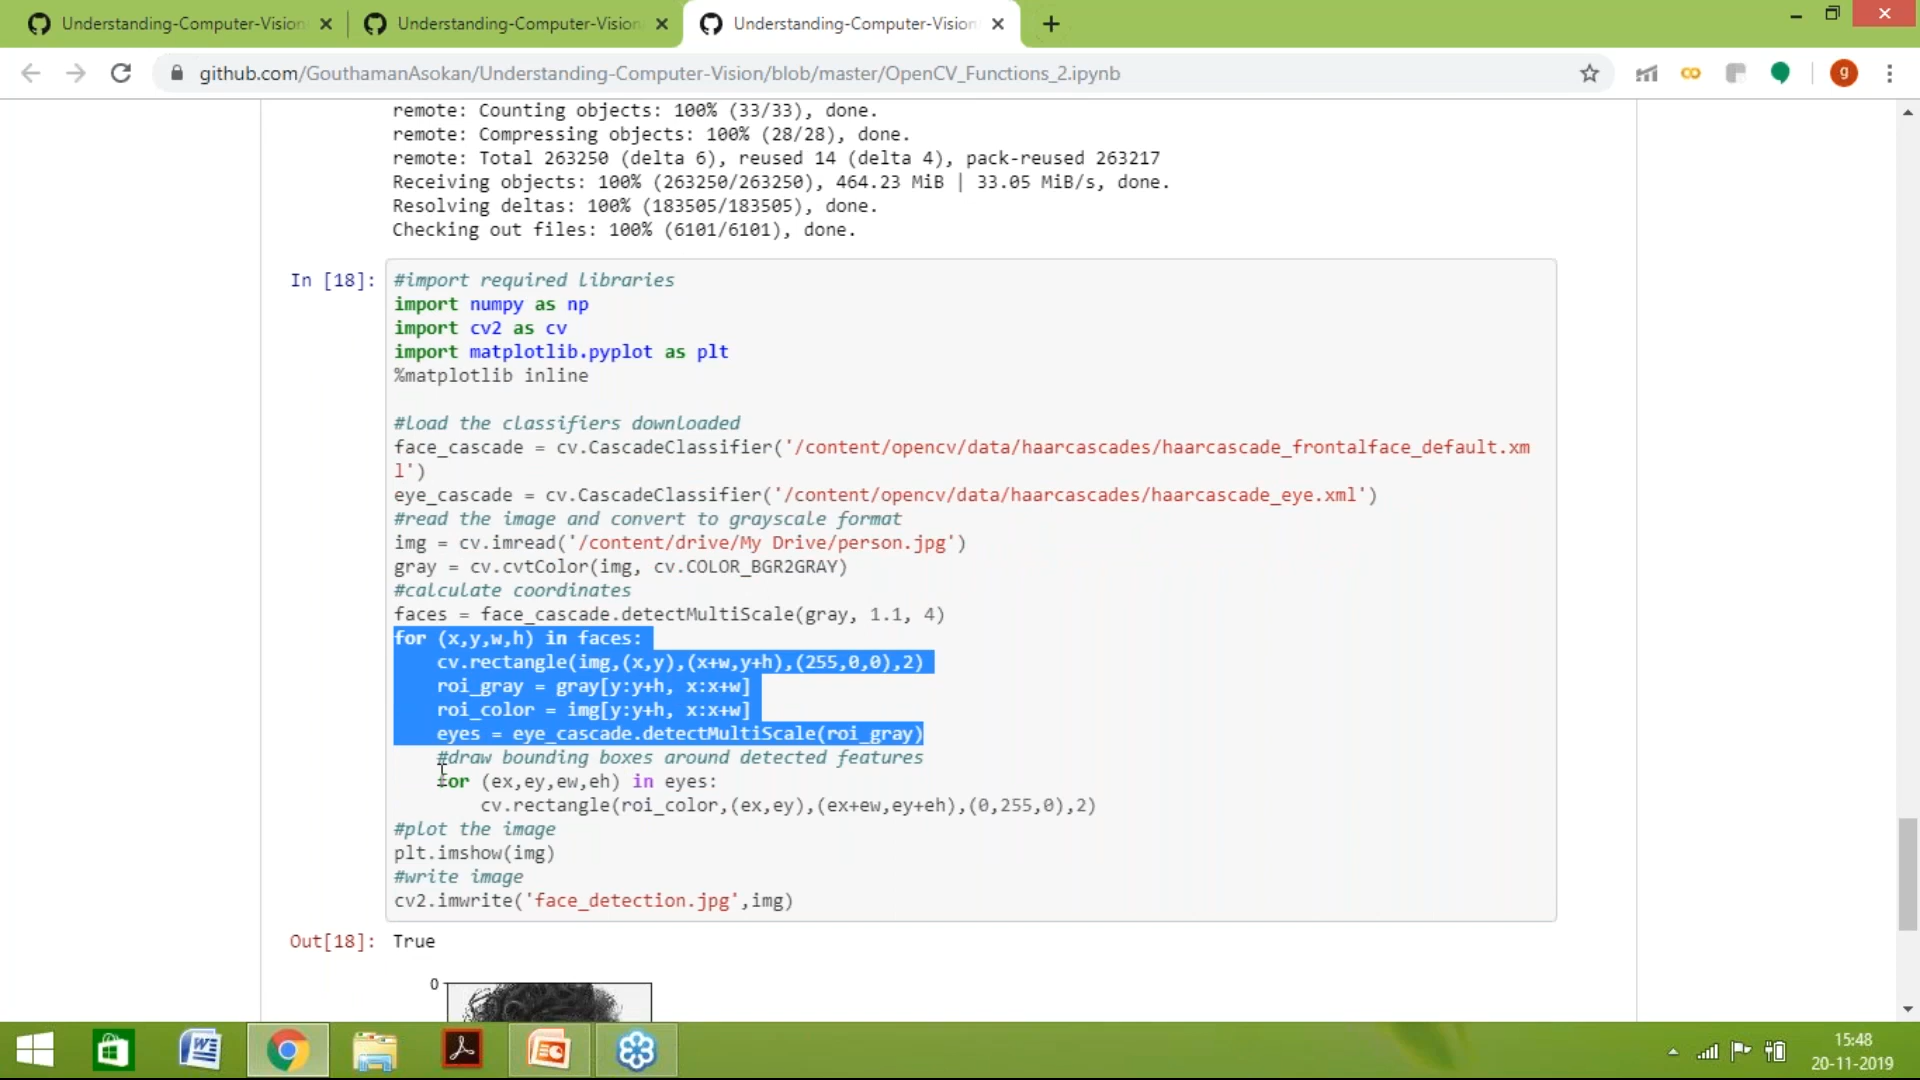 Understanding-Computer-Vision
Understanding-Computer-Vision
Understanding-Computer-Vision
github.com/GouthamanAsokan/Understanding-Computer-Vision/blob/master/OpenCV_Functions_2.ipynb
g
remote: Counting objects: 100% (33/33), done.
remote: Compressing objects: 100% (28/28), done.
remote: Total 263250 (delta 6), reused 14 (delta 4), pack-reused 263217
Receiving objects: 100% (263250/263250), 464.23 MiB | 33.05 MiB/s, done.
Resolving deltas: 100% (183505/183505), done.
Checking out files: 100% (6101/6101), done.
In [18]: #import required libraries
import numpy as np
import cv2 as cv
import matplotlib.pyplot as plt
%matplotlib inline
#load the classifiers downloaded
face_cascade = cv.CascadeClassifier('/content/opencv/data/haarcascades/haarcascade_frontalface_default.xm
l')
eye_cascade = cv.CascadeClassifier('/content/opencv/data/haarcascades/haarcascade_eye.xml')
#read the image and convert to grayscale format
img = cv.imread('/content/drive/My Drive/person.jpg')
gray = cv.cvtColor(img, cv.COLOR_BGR2GRAY)
#calculate coordinates
faces = face_cascade.detectMultiScale(gray, 1.1, 4)
for (x,y,w,h) in faces:
cv.rectangle(img,(x,y),(x+w,y+h),(255,0,0),2)
roi_gray = gray[y:y+h, x:x+w]
roi_color = img[y:y+h, x:x+w]
eyes = eye_cascade.detectMultiScale(roi_gray)
#draw bounding boxes around detected features
for (ex,ey,ew,eh) in eyes:
cv.rectangle(roi_color,(ex,ey),(ex+ew,ey+eh),(0,255,0),2)
#plot the image
plt.imshow(img)
#write image
cv2.imwrite('face_detection.jpg',img)
Out[18]: True
0
15:48
20-11-2019